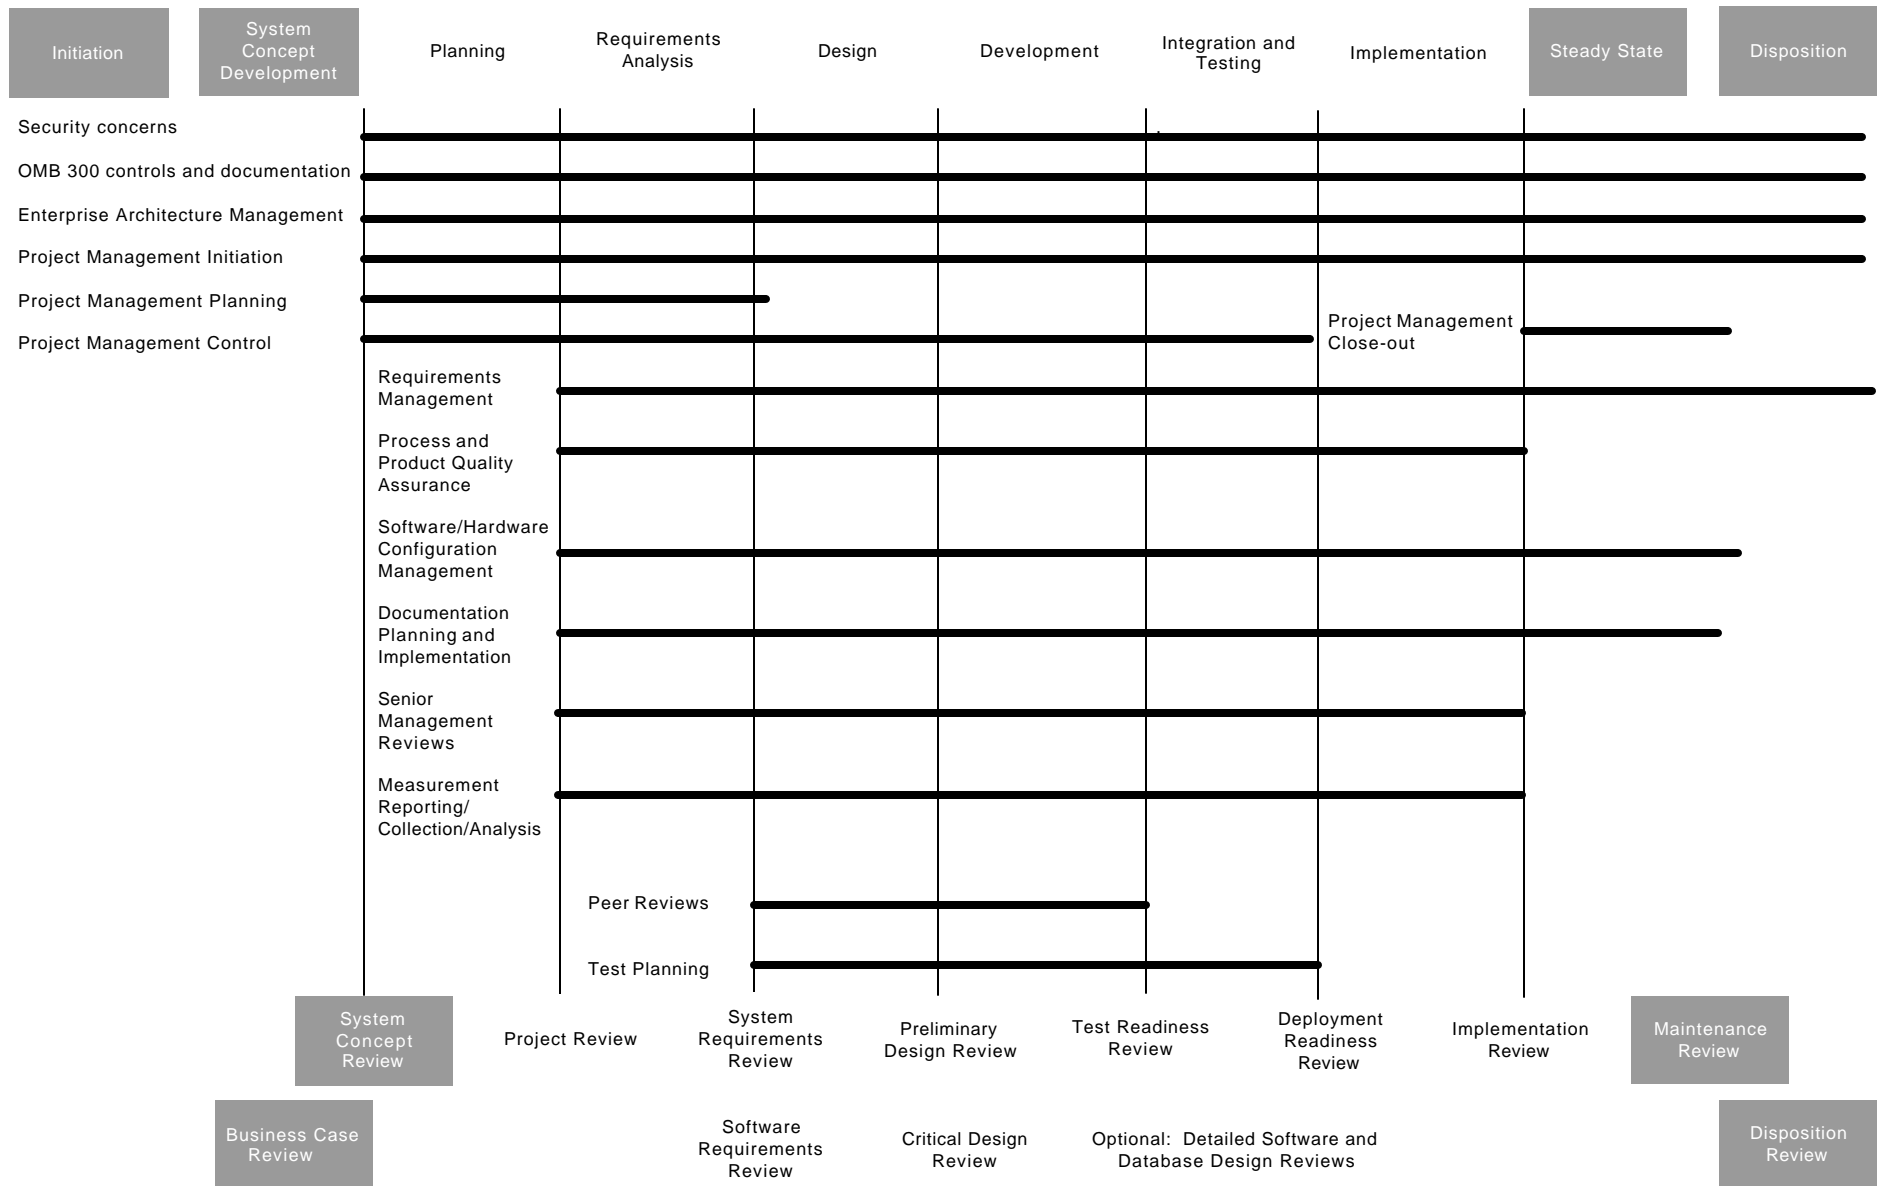 Initiation
System
Concept
Development
Planning
Requirements
Analysis
Design
Development
Integration and
Testing
Implementation
Steady State
Disposition
Security concerns
OMB 300 controls and documentation
Enterprise Architecture Management
Project Management Initiation
Project Management Planning
Project Management Control
Project Management
Close-out
Requirements
Management
Process and
Product Quality
Assurance
Software/Hardware
Configuration
Management
Documentation
Planning and
Implementation
Senior
Management
Reviews
Measurement
Reporting/
Collection/Analysis
Peer Reviews
Test Planning
System
Concept
Review
Project Review
System
Requirements
Review
Preliminary
Design Review
Test Readiness
Review
Deployment
Readiness
Review
Implementation
Review
Maintenance
Review
Business Case
Review
Software
Requirements
Review
Critical Design
Review
Optional: Detailed Software and
Database Design Reviews
Disposition
Review